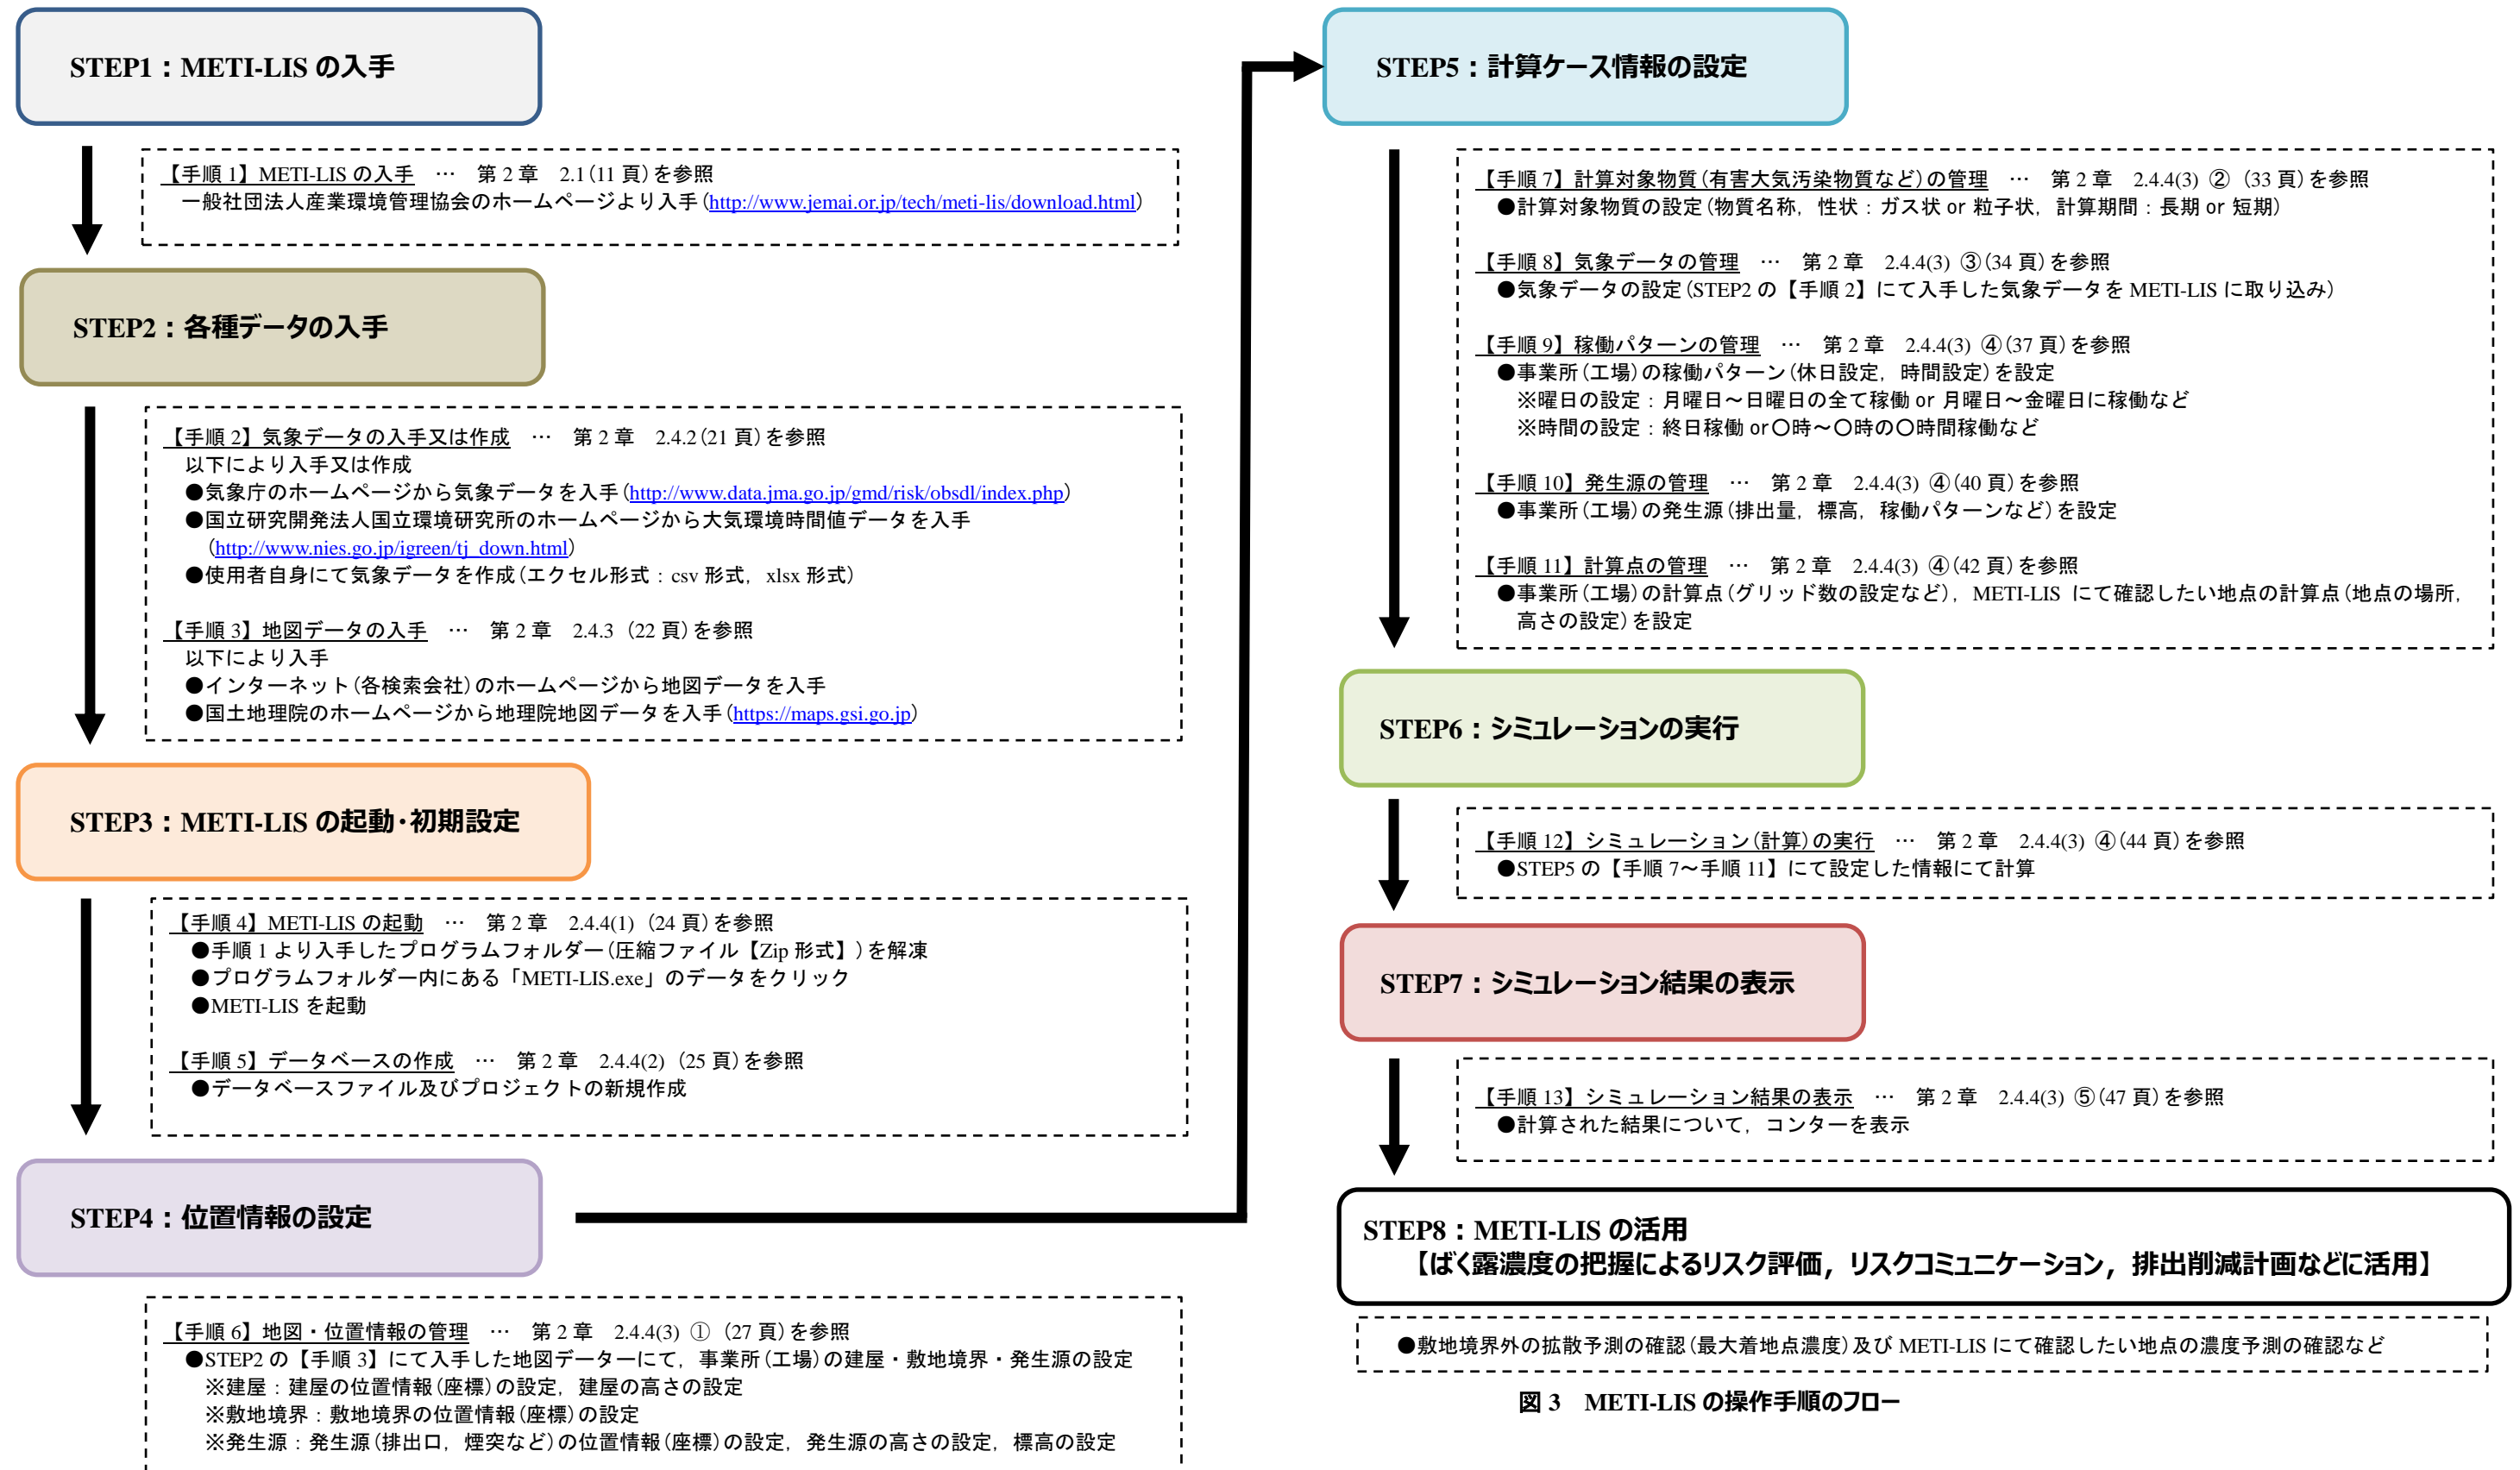 STEP1：METI-LIS の入手
【手順 1】METI-LIS の入手　…　第 2 章　2.1(11 頁)を参照
一般社団法人産業環境管理協会のホームページより入手(http://www.jemai.or.jp/tech/meti-lis/download.html)
STEP2：各種データの入手
【手順 2】気象データの入手又は作成　…　第 2 章　2.4.2(21 頁)を参照
以下により入手又は作成
●気象庁のホームページから気象データを入手(http://www.data.jma.go.jp/gmd/risk/obsdl/index.php)
●国立研究開発法人国立環境研究所のホームページから大気環境時間値データを入手
(http://www.nies.go.jp/igreen/tj_down.html)
●使用者自身にて気象データを作成(エクセル形式：csv 形式，xlsx 形式)
【手順 3】地図データの入手　…　第 2 章　2.4.3 (22 頁)を参照
以下により入手
●インターネット(各検索会社)のホームページから地図データを入手
●国土地理院のホームページから地理院地図データを入手(https://maps.gsi.go.jp)
STEP3：METI-LIS の起動・初期設定
【手順 4】METI-LIS の起動　…　第 2 章　2.4.4(1) (24 頁)を参照
●手順 1 より入手したプログラムフォルダー(圧縮ファイル【Zip 形式】)を解凍
●プログラムフォルダー内にある「METI-LIS.exe」のデータをクリック
●METI-LIS を起動
【手順 5】データベースの作成　…　第 2 章　2.4.4(2) (25 頁)を参照
●データベースファイル及びプロジェクトの新規作成
STEP4：位置情報の設定
【手順 6】地図・位置情報の管理　…　第 2 章　2.4.4(3) ① (27 頁)を参照
●STEP2 の【手順 3】にて入手した地図データーにて，事業所(工場)の建屋・敷地境界・発生源の設定
※建屋：建屋の位置情報(座標)の設定，建屋の高さの設定
※敷地境界：敷地境界の位置情報(座標)の設定
※発生源：発生源(排出口，煙突など)の位置情報(座標)の設定，発生源の高さの設定，標高の設定
STEP5：計算ケース情報の設定
【手順 7】計算対象物質(有害大気汚染物質など)の管理　…　第 2 章　2.4.4(3) ② (33 頁)を参照
●計算対象物質の設定(物質名称，性状：ガス状 or 粒子状，計算期間：長期 or 短期)
【手順 8】気象データの管理　…　第 2 章　2.4.4(3) ③(34 頁)を参照
●気象データの設定(STEP2 の【手順 2】にて入手した気象データを METI-LIS に取り込み)
【手順 9】稼働パターンの管理　…　第 2 章　2.4.4(3) ④(37 頁)を参照
●事業所(工場)の稼働パターン(休日設定，時間設定)を設定
※曜日の設定：月曜日～日曜日の全て稼働 or 月曜日～金曜日に稼働など
※時間の設定：終日稼働 or〇時～〇時の〇時間稼働など
【手順 10】発生源の管理　…　第 2 章　2.4.4(3) ④(40 頁)を参照
●事業所(工場)の発生源(排出量，標高，稼働パターンなど)を設定
【手順 11】計算点の管理　…　第 2 章　2.4.4(3) ④(42 頁)を参照
●事業所(工場)の計算点(グリッド数の設定など)，METI-LIS にて確認したい地点の計算点(地点の場所，
高さの設定)を設定
STEP6：シミュレーションの実行
【手順 12】シミュレーション(計算)の実行　…　第 2 章　2.4.4(3) ④(44 頁)を参照
●STEP5 の【手順 7～手順 11】にて設定した情報にて計算
STEP7：シミュレーション結果の表示
【手順 13】シミュレーション結果の表示　…　第 2 章　2.4.4(3) ⑤(47 頁)を参照
●計算された結果について，コンターを表示
STEP8：METI-LIS の活用
【ばく露濃度の把握によるリスク評価，リスクコミュニケーション，排出削減計画などに活用】
●敷地境界外の拡散予測の確認(最大着地点濃度)及び METI-LIS にて確認したい地点の濃度予測の確認など
図 3　METI-LIS の操作手順のフロー